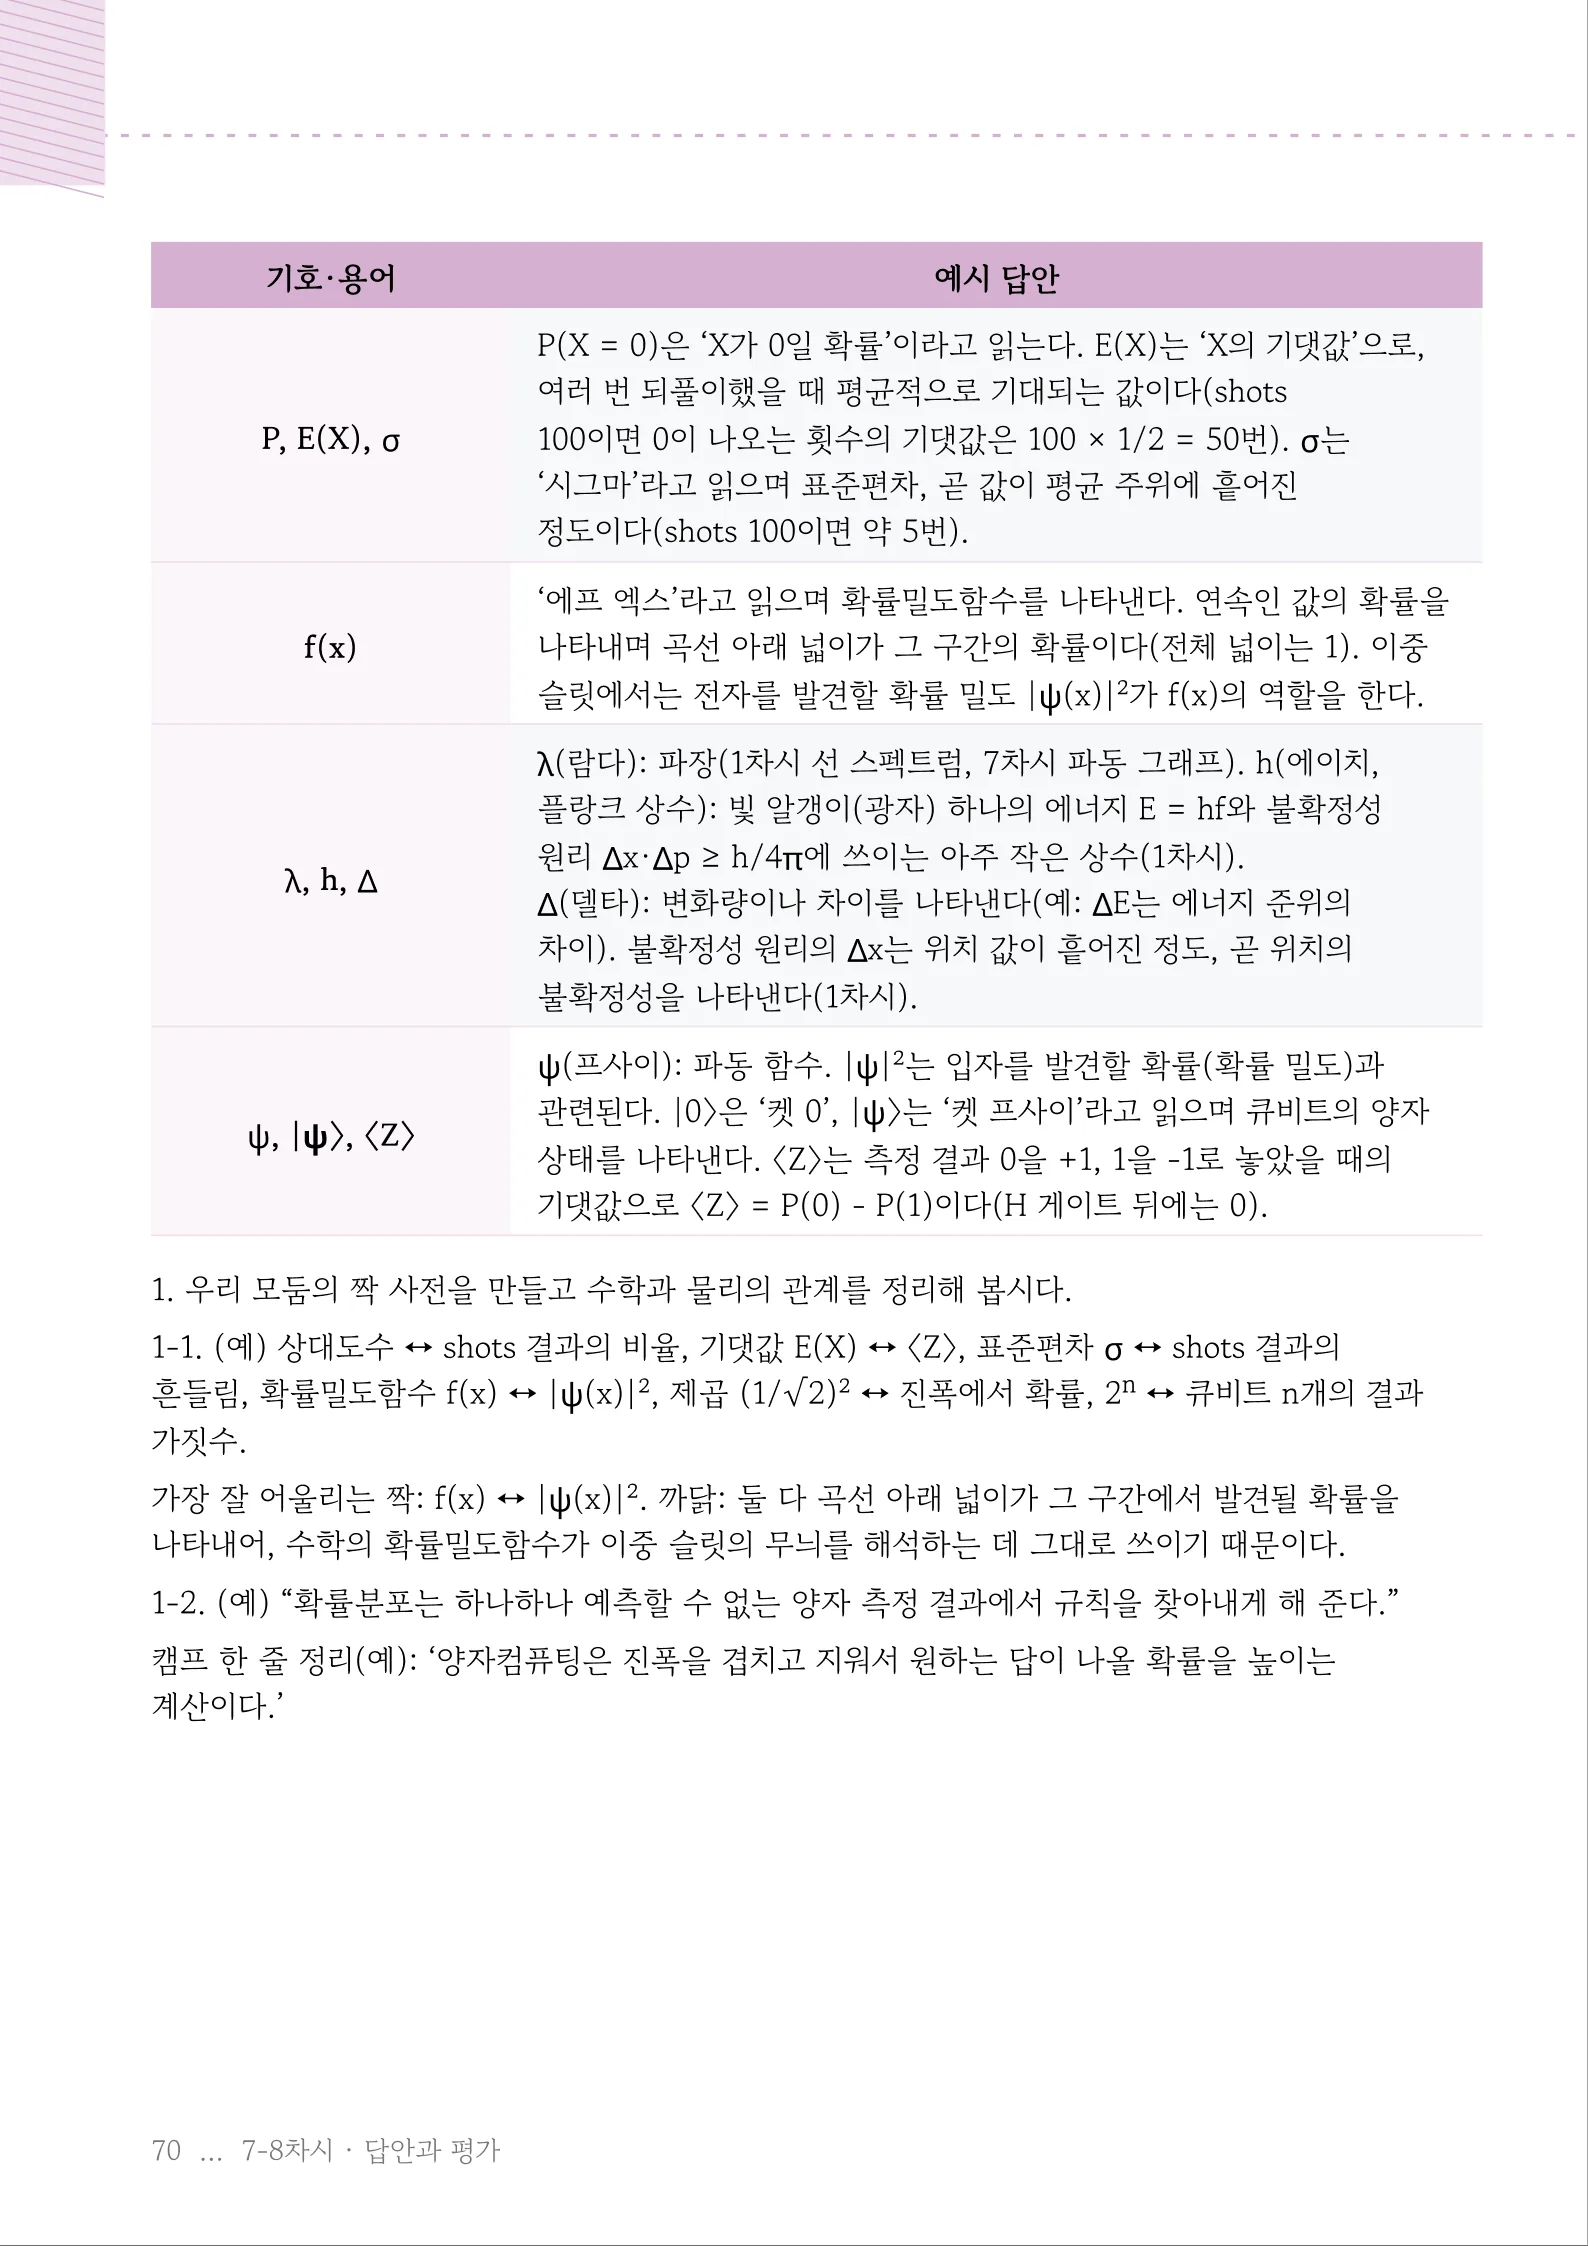 기호·용어 예시 답안
P(X = 0)은 ‘X가 0일 확률’이라고 읽는다. E(X)는 ‘X의 기댓값’으로,
여러 번 되풀이했을 때 평균적으로 기대되는 값이다(shots
P, E(X), σ 100이면 0이 나오는 횟수의 기댓값은 100 × 1/2 = 50번). σ는
‘시그마’라고 읽으며 표준편차, 곧 값이 평균 주위에 흩어진
정도이다(shots 100이면 약 5번).
‘에프 엑스’라고 읽으며 확률밀도함수를 나타낸다. 연속인 값의 확률을
f(x) 나타내며 곡선 아래 넓이가 그 구간의 확률이다(전체 넓이는 1). 이중
슬릿에서는 전자를 발견할 확률 밀도 |ψ(x)|²가 f(x)의 역할을 한다.
λ(람다): 파장(1차시 선 스펙트럼, 7차시 파동 그래프). h(에이치,
플랑크 상수): 빛 알갱이(광자) 하나의 에너지 E = hf와 불확정성
원리 Δx·Δp ≥ h/4π에 쓰이는 아주 작은 상수(1차시).
λ, h, Δ
Δ(델타): 변화량이나 차이를 나타낸다(예: ΔE는 에너지 준위의
차이). 불확정성 원리의 Δx는 위치 값이 흩어진 정도, 곧 위치의
불확정성을 나타낸다(1차시).
ψ(프사이): 파동 함수. |ψ|²는 입자를 발견할 확률(확률 밀도)과
관련된다. |0〉은 ‘켓 0’, |ψ〉는 ‘켓 프사이’라고 읽으며 큐비트의 양자
ψ, |ψ〉, 〈Z〉
상태를 나타낸다. 〈Z〉는 측정 결과 0을 +1, 1을 -1로 놓았을 때의
기댓값으로 〈Z〉 = P(0) - P(1)이다(H 게이트 뒤에는 0).
1. 우리 모둠의 짝 사전을 만들고 수학과 물리의 관계를 정리해 봅시다.
1-1. (예) 상대도수 ↔ shots 결과의 비율, 기댓값 E(X) ↔ 〈Z〉, 표준편차 σ ↔ shots 결과의
흔들림, 확률밀도함수 f(x) ↔ |ψ(x)|², 제곱 (1/√2)² ↔ 진폭에서 확률, 2ⁿ ↔ 큐비트 n개의 결과
가짓수.
가장 잘 어울리는 짝: f(x) ↔ |ψ(x)|². 까닭: 둘 다 곡선 아래 넓이가 그 구간에서 발견될 확률을
나타내어, 수학의 확률밀도함수가 이중 슬릿의 무늬를 해석하는 데 그대로 쓰이기 때문이다.
1-2. (예) “확률분포는 하나하나 예측할 수 없는 양자 측정 결과에서 규칙을 찾아내게 해 준다.”
캠프 한 줄 정리(예): ‘양자컴퓨팅은 진폭을 겹치고 지워서 원하는 답이 나올 확률을 높이는
계산이다.’
70 ... 7-8차시 · 답안과 평가